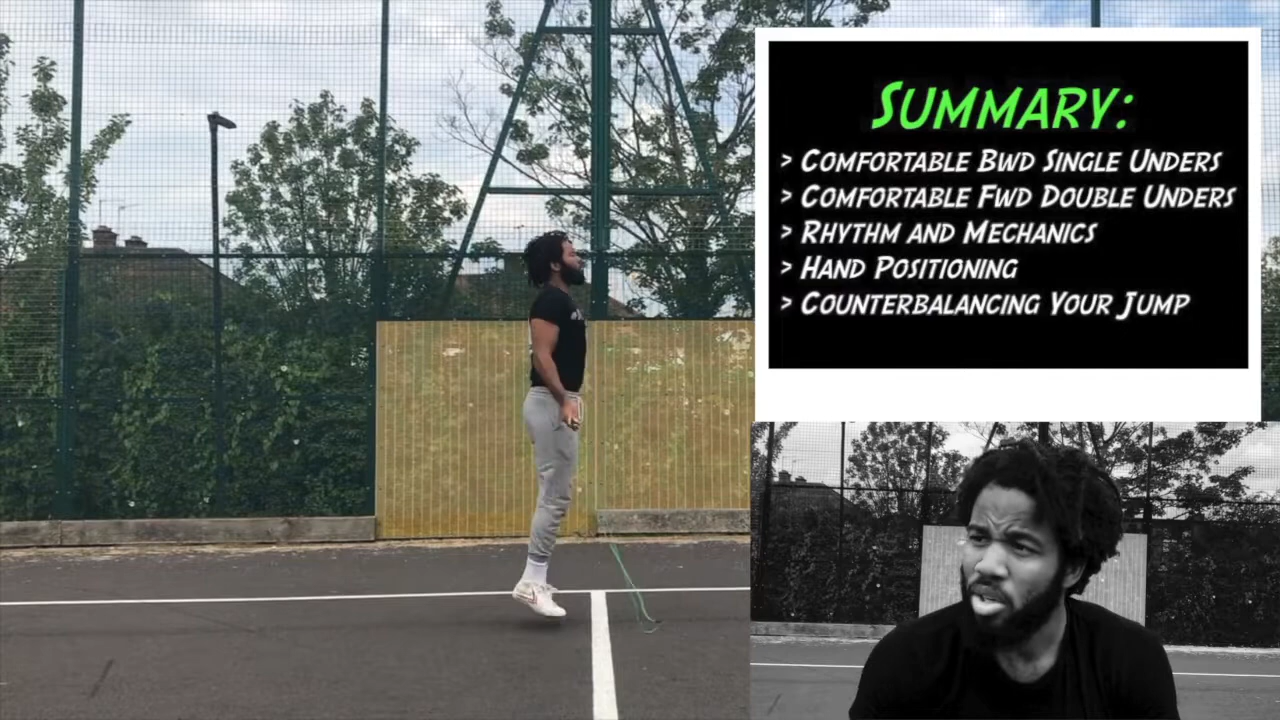 Summary:
> Comfortable Bwd Single Unders
> Comfortable Fwd Double Unders
> Rhythm and Mechanics
> Hand Positioning
> Counterbalancing Your Jump